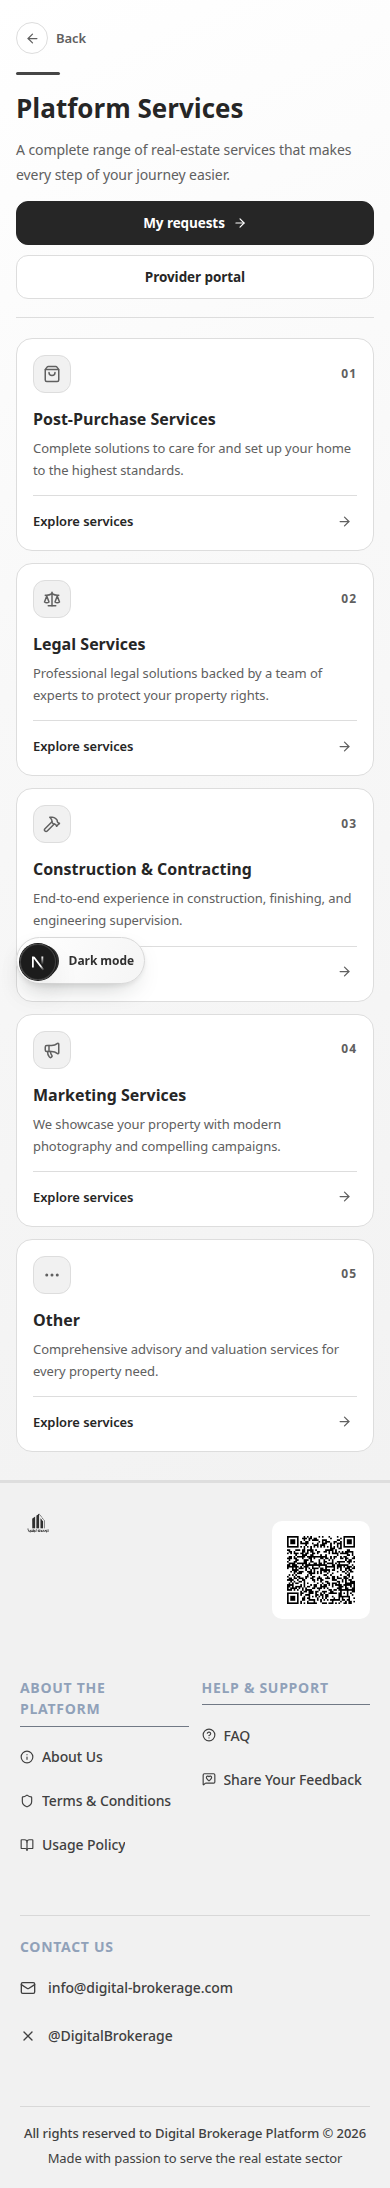 Back
Platform Services
A complete range of real-estate services that makes
every step of your journey easier.
My requests
Provider portal
01
Post-Purchase Services
Complete solutions to care for and set up your home
to the highest standards.
Explore services
02
Legal Services
Professional legal solutions backed by a team of
experts to protect your property rights.
Explore services
03
Construction & Contracting
End-to-end experience in construction, finishing, and
engineering supervision.
N Dark mode
04
Marketing Services
We showcase your property with modern
photography and compelling campaigns.
Explore services
05
Other
Comprehensive advisory and valuation services for
every property need.
Explore services
ABOUT THE
PLATFORM
About Us
Terms & Conditions
Usage Policy
HELP & SUPPORT
FAQ
Share Your Feedback
CONTACT US
info@digital-brokerage.com
@DigitalBrokerage
All rights reserved to Digital Brokerage Platform © 2026
Made with passion to serve the real estate sector